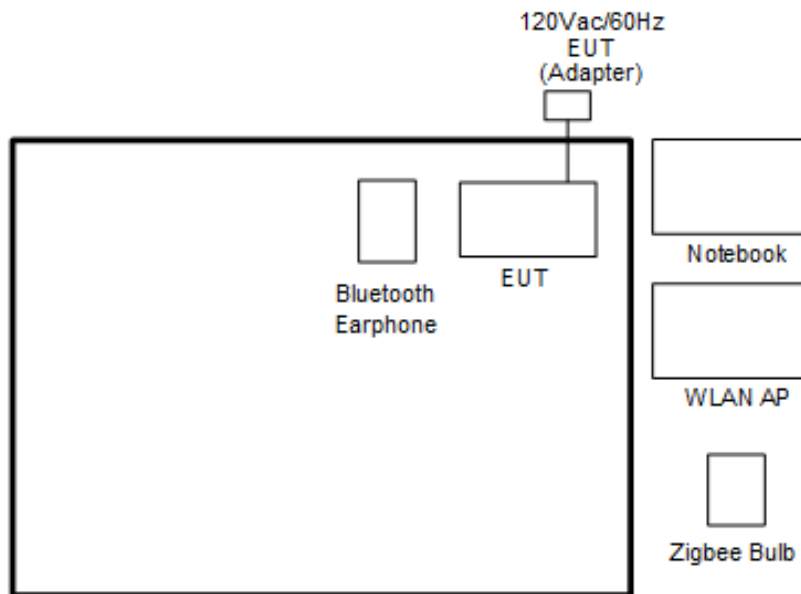 120Vac/60Hz
EUT
(Adapter)
Bluetooth
Earphone
EUT
Notebook
WLAN AP
Zigbee Bulb